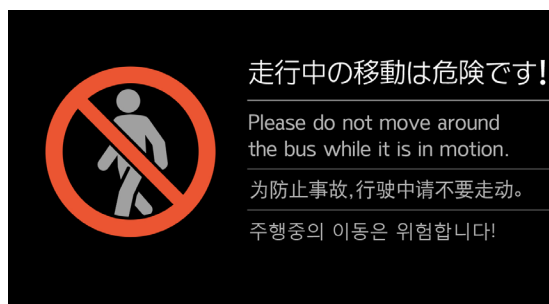 走行中の移動は危険です!
Please do not move around
the bus while it is in motion.
为防止事故,行驶中请不要走动。
주행중의 이동은 위험합니다!